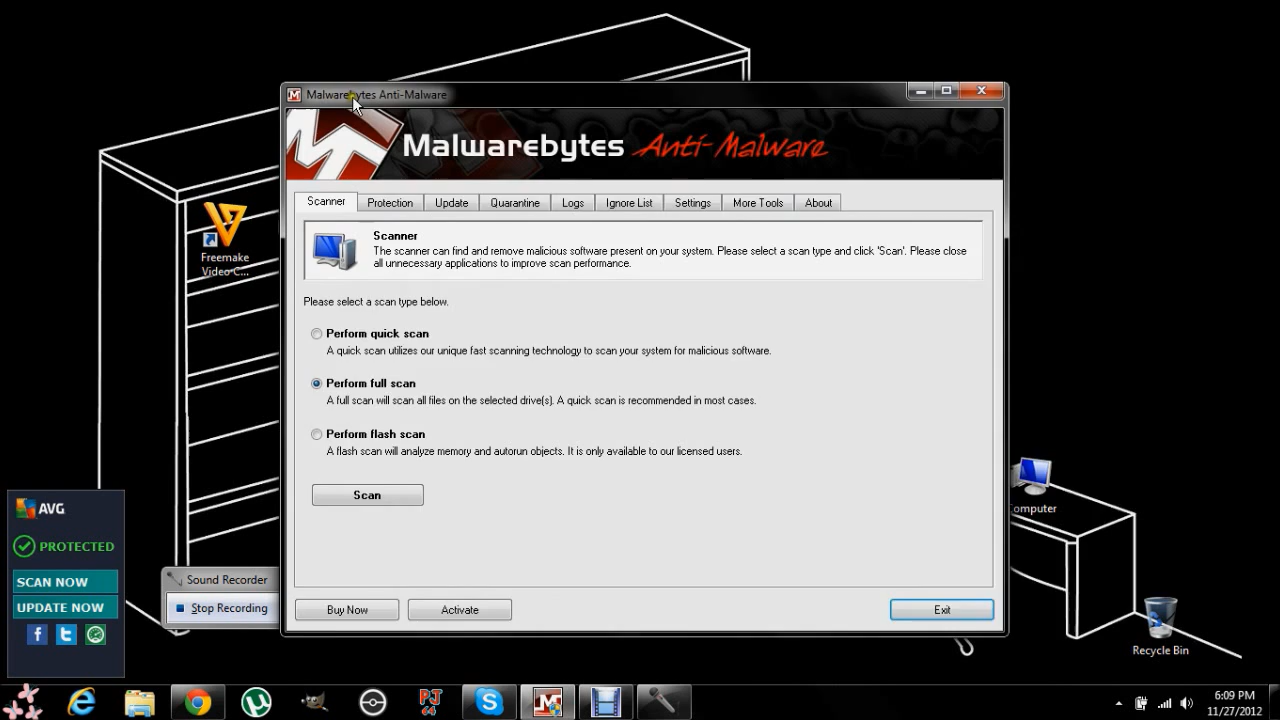 Malwarebytes Anti-Malware
Malwarebytes Anti-Malware
Scanner
Protection
Update
Quarantine
Logs
Ignore List
Settings
More Tools
About
Scanner
The scanner can find and remove malicious software present on your system. Please select a scan type and click 'Scan'. Please close
all unnecessary applications to improve scan performance.
Please select a scan type below.
Perform quick scan
A quick scan utilizes our unique fast scanning technology to scan your system for malicious software.
Perform full scan
A full scan will scan all files on the selected drive(s). A quick scan is recommended in most cases.
Perform flash scan
A flash scan will analyze memory and autorun objects. It is only available to our licensed users.
Scan
Buy Now
Activate
Exit
Freemake
Video C...
AVG
PROTECTED
SCAN NOW
UPDATE NOW
Sound Recorder
Stop Recording
Computer
Recycle Bin
PJ
64
6:09 PM
11/27/2012